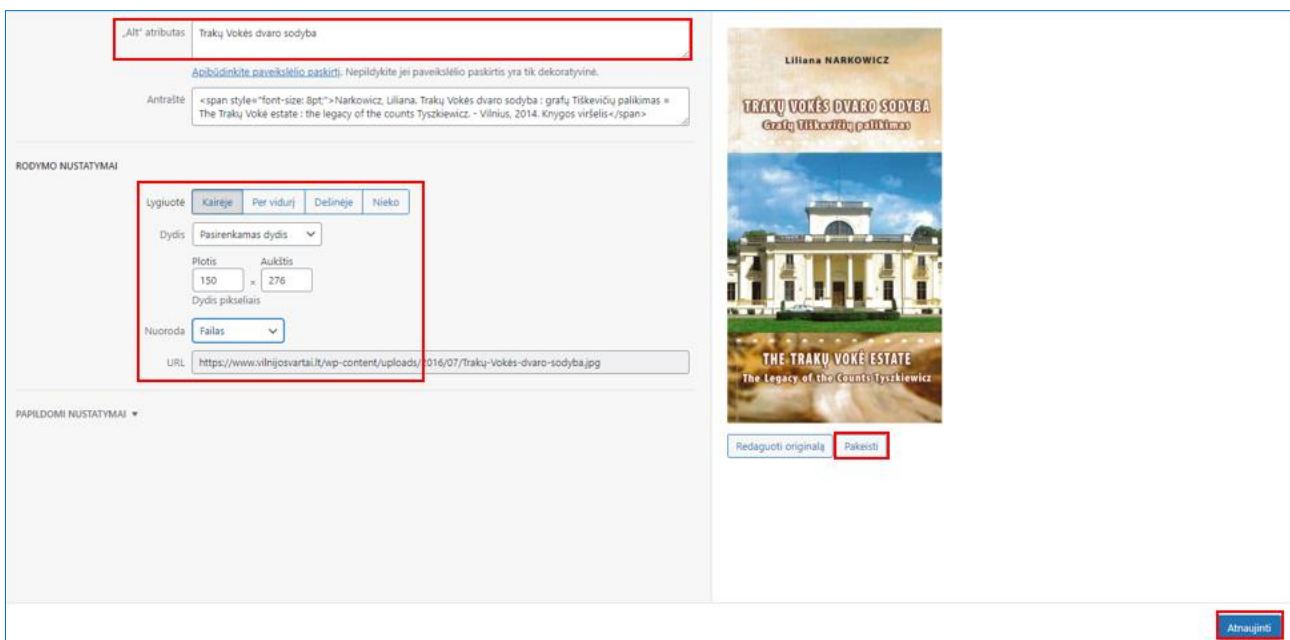 „Alt“ atributas
Trakų Vokės dvaro sodyba
Apibūdinkite paveikslėlio paskirtį. Nepildykite jei paveikslėlio paskirtis yra tik dekoratyvinė.
Antraštė
<span style="font-size: 8pt;">Narkowicz, Liliana. Trakų Vokės dvaro sodyba : grafų Tiškevičių palikimas =
The Trakų Vokė estate : the legacy of the counts Tyszkiewicz. - Vilnius, 2014. Knygos viršelis</span>
RODYMO NUSTATYMAI
Lygiuotė
Kairėje
Per vidurį
Dešinėje
Nieko
Dydis
Pasirenkamas dydis
Plotis
Aukštis
150 × 276
Dydis pikseliais
Nuoroda
Failas
URL
https://www.vilnijosvartai.lt/wp-content/uploads/2016/07/Trakų-Vokės-dvaro-sodyba.jpg
PAPILDOMI NUSTATYMAI
Liliana NARKOWICZ
TRAKŲ VOKĖS DVARO SODYBA
Grafų Tiškevičių palikimas
THE TRAKŲ VOKĖ ESTATE
The Legacy of the Counts Tyszkiewicz
Redaguoti originalą
Pakeisti
Atnaujinti